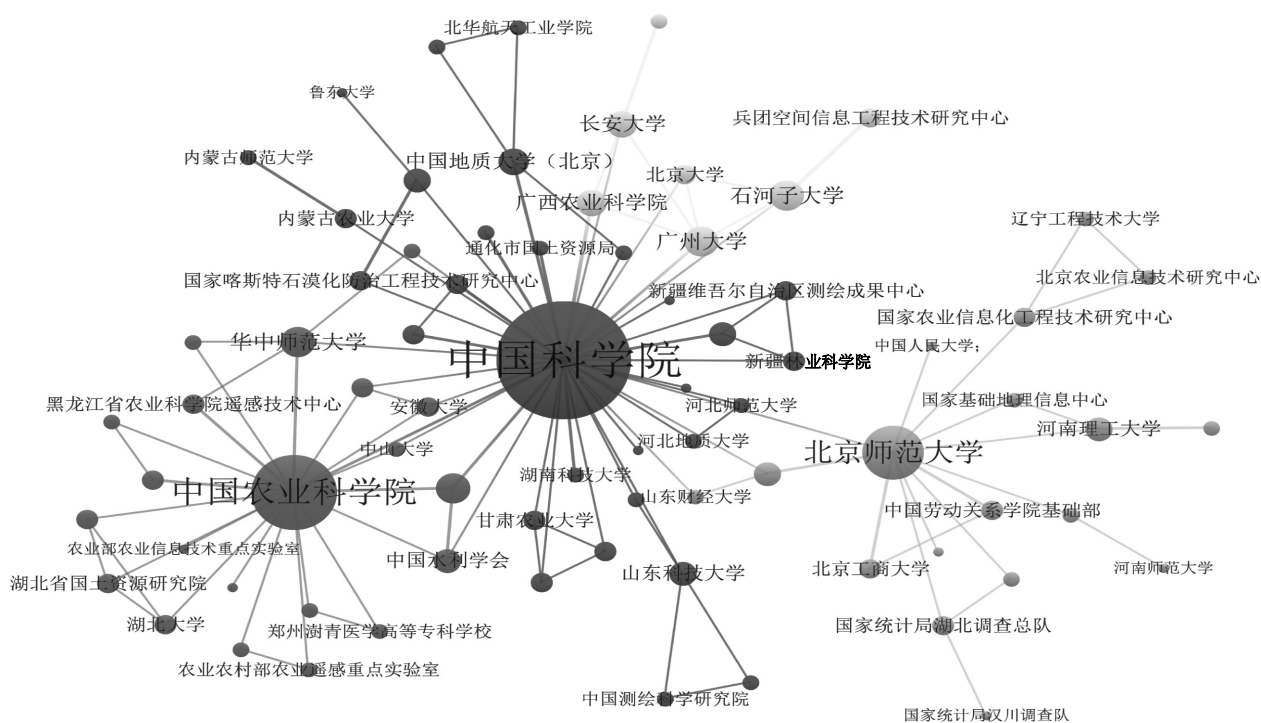 北华航天工业学院
鲁东大学
长安大学
兵团空间信息工程技术研究中心
内蒙古师范大学
中国地质大学（北京）
北京大学
石河子大学
广西农业科学院
内蒙古农业大学
辽宁工程技术大学
广州大学
通化市国土资源局
国家喀斯特石漠化防治工程技术研究中心
北京农业信息技术研究中心
新疆维吾尔自治区测绘成果中心
国家农业信息化工程技术研究中心
华中师范大学
中国人民大学;
中国科学院
新疆林业科学院
国家基础地理信息中心
黑龙江省农业科学院遥感技术中心
安徽大学
河北师范大学
河南理工大学
河北地质大学
中山大学
北京师范大学
湖南科技大学
中国农业科学院
山东财经大学
中国劳动关系学院基础部
甘肃农业大学
农业部农业信息技术重点实验室
中国水利学会
北京工商大学
河南师范大学
山东科技大学
湖北省国土资源研究院
湖北大学
郑州澍青医学高等专科学校
国家统计局湖北调查总队
农业农村部农业遥感重点实验室
中国测绘科学研究院
国家统计局汉川调查队